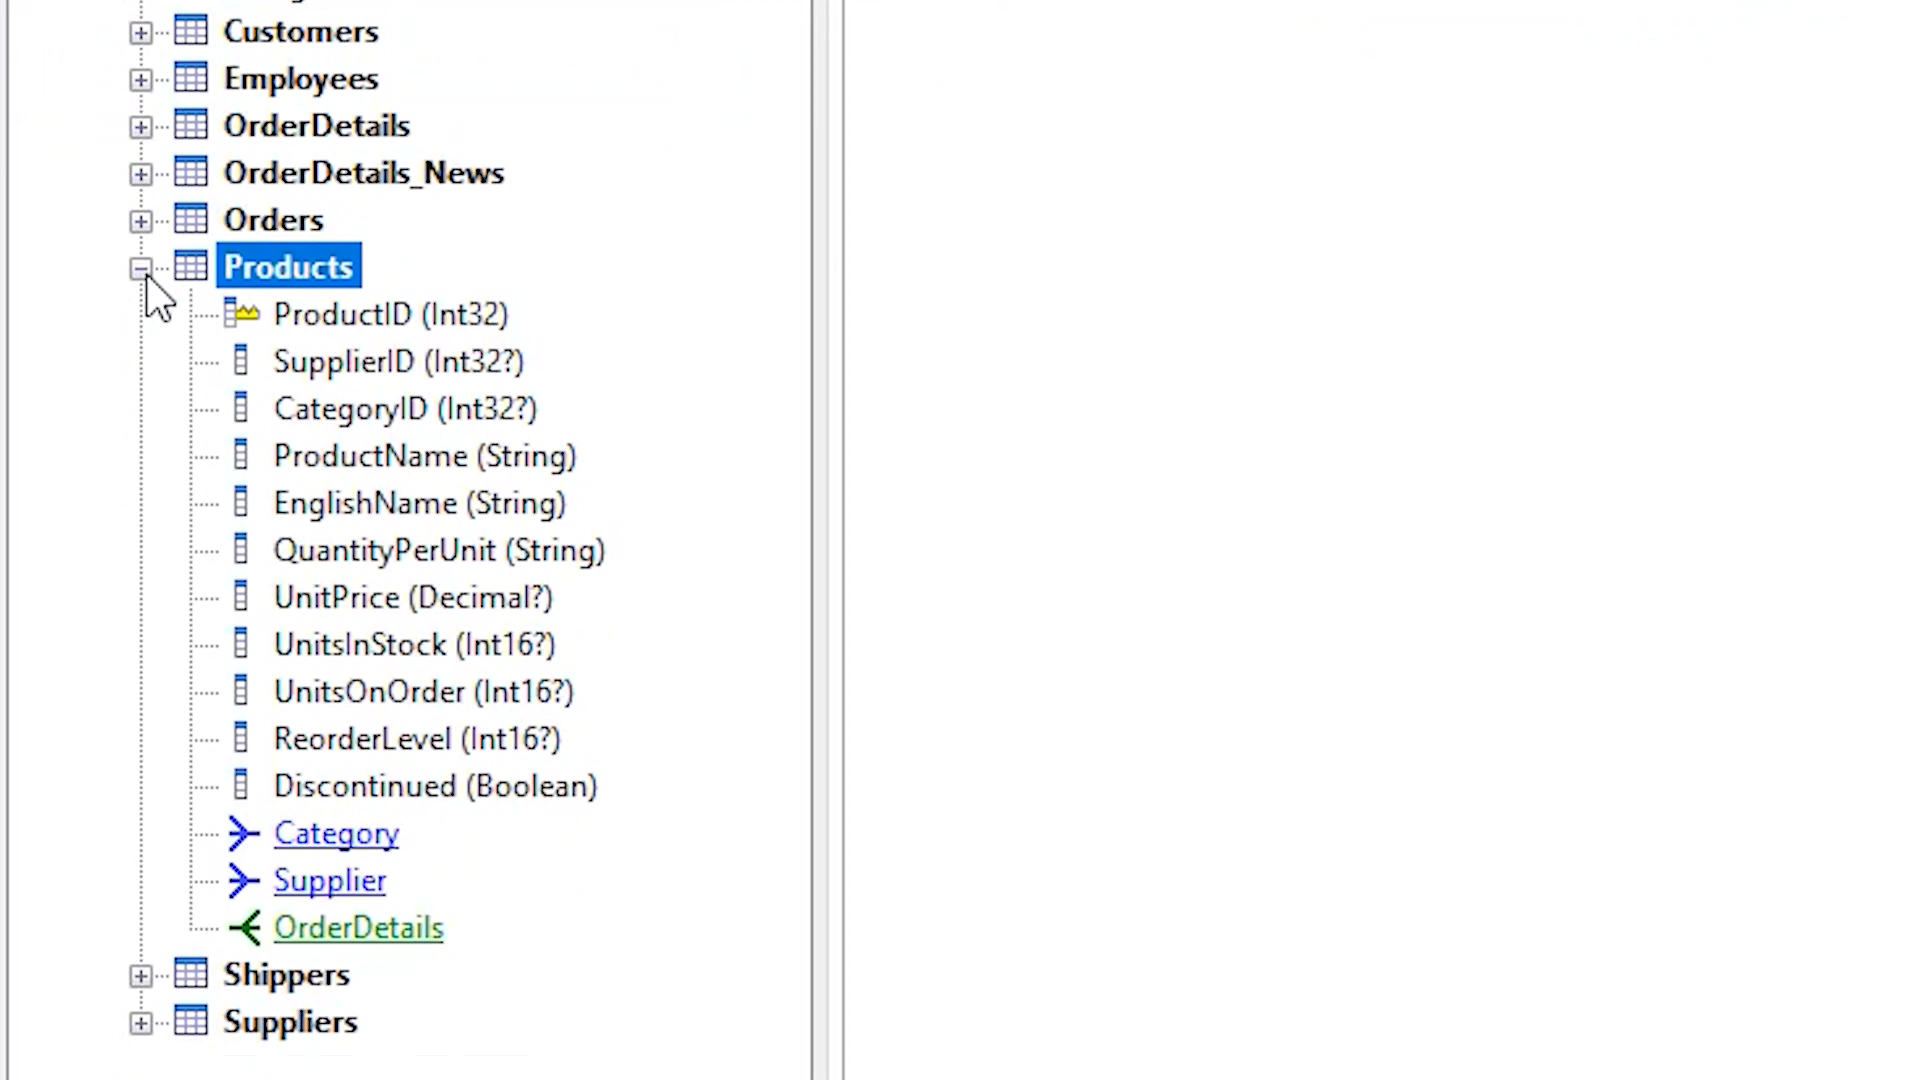 Customers
Employees
OrderDetails
OrderDetails_News
Orders
Products
ProductID (Int32)
SupplierID (Int32?)
CategoryID (Int32?)
ProductName (String)
EnglishName (String)
QuantityPerUnit (String)
UnitPrice (Decimal?)
UnitsInStock (Int16?)
UnitsOnOrder (Int16?)
ReorderLevel (Int16?)
Discontinued (Boolean)
Category
Supplier
OrderDetails
Shippers
Suppliers